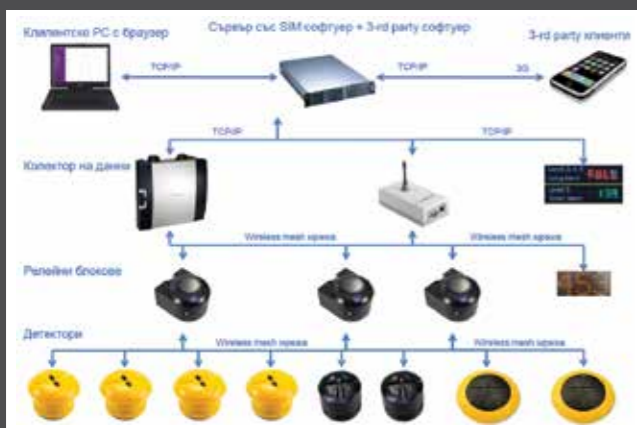 Клиентско PC с браузер
Сървър със SIM софтуер + 3-rd party софтуер
3-rd party клиенти
TCP/IP
TCP/IP
3G
TCP/IP
TCP/IP
Колектор на данни
FULL
Wireless mesh мрежа
Wireless mesh мрежа
Релейни блокове
Детектори
Wireless mesh мрежа
Wireless mesh мрежа